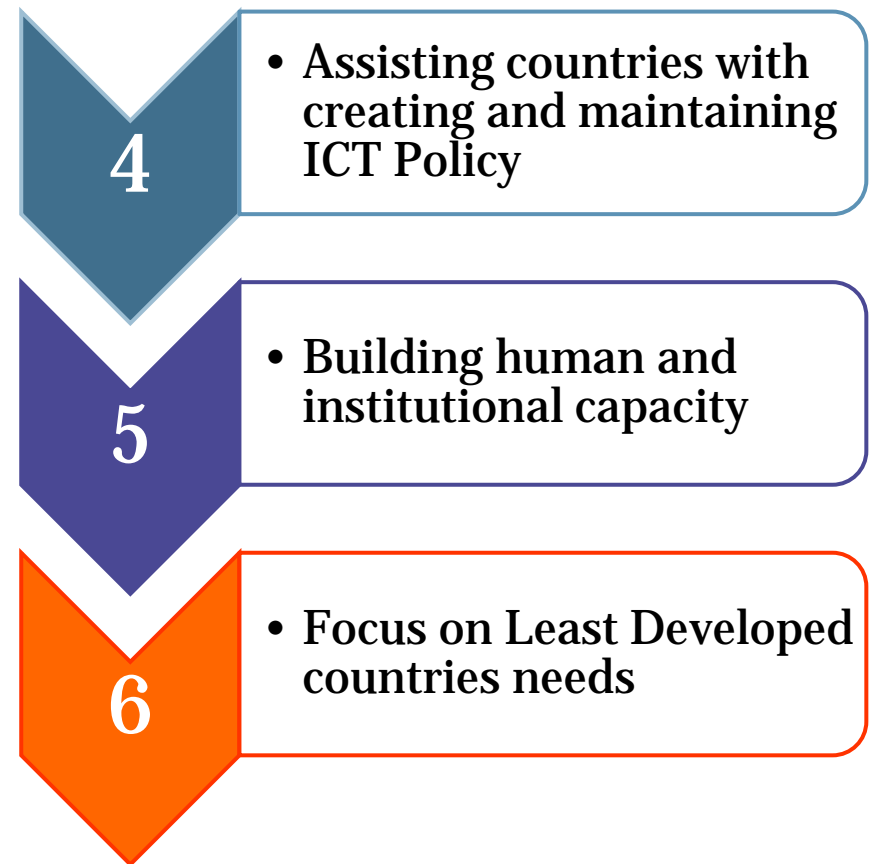 4
• Assisting countries with
creating and maintaining
ICT Policy
5
• Building human and
institutional capacity
6
• Focus on Least Developed
countries needs